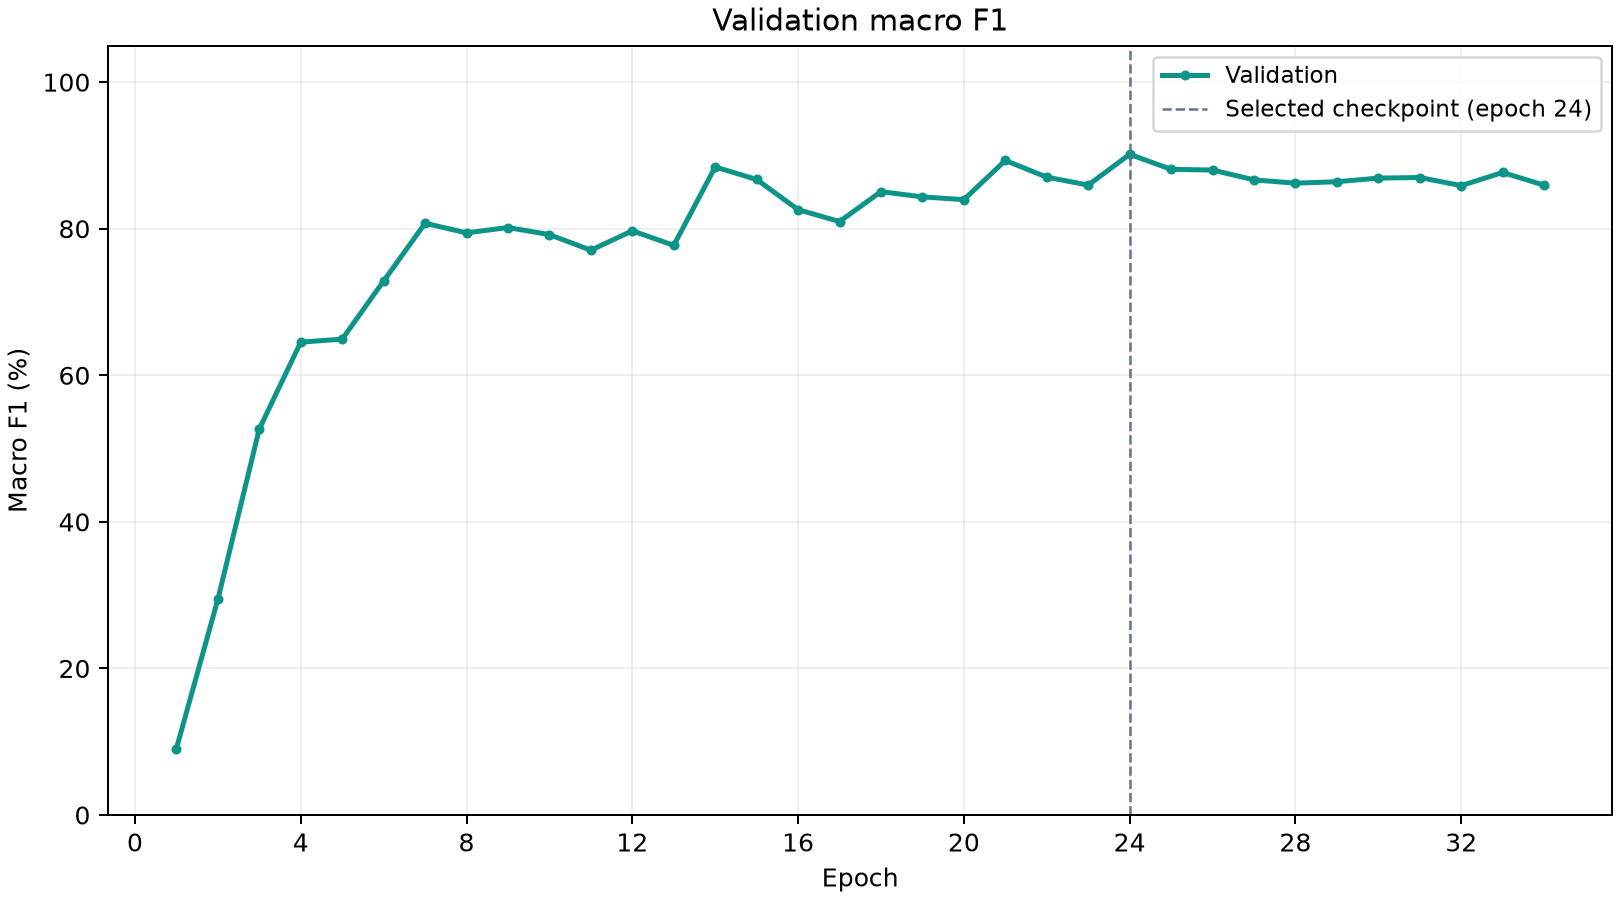 Validation macro F1
Validation
Selected checkpoint (epoch 24)
Macro F1 (%)
100
80
60
40
20
0
0 4 8 12 16 20 24 28 32
Epoch